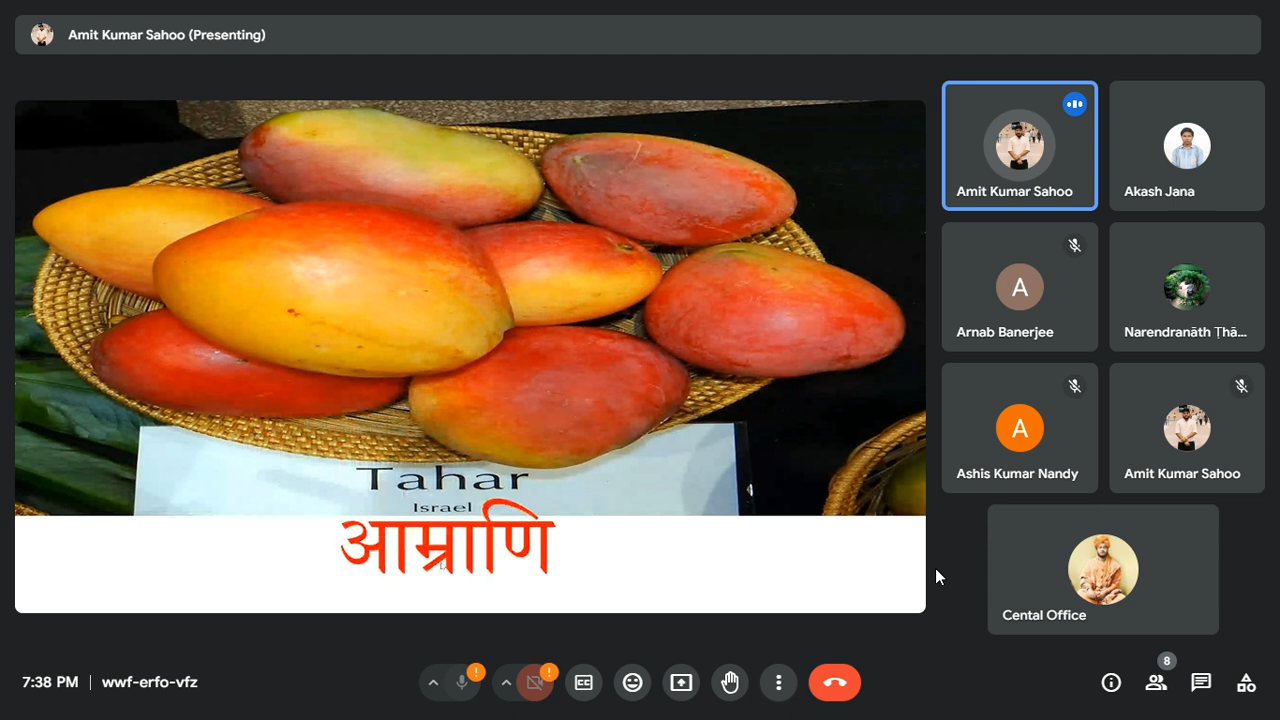 Amit Kumar Sahoo (Presenting)
Tahar
Israel
आम्राणि
Amit Kumar Sahoo
Akash Jana
A
Arnab Banerjee
Narendranāth Ṭhā...
A
Ashis Kumar Nandy
Amit Kumar Sahoo
Cental Office
7:38 PM | wwf-erfo-vfz
8